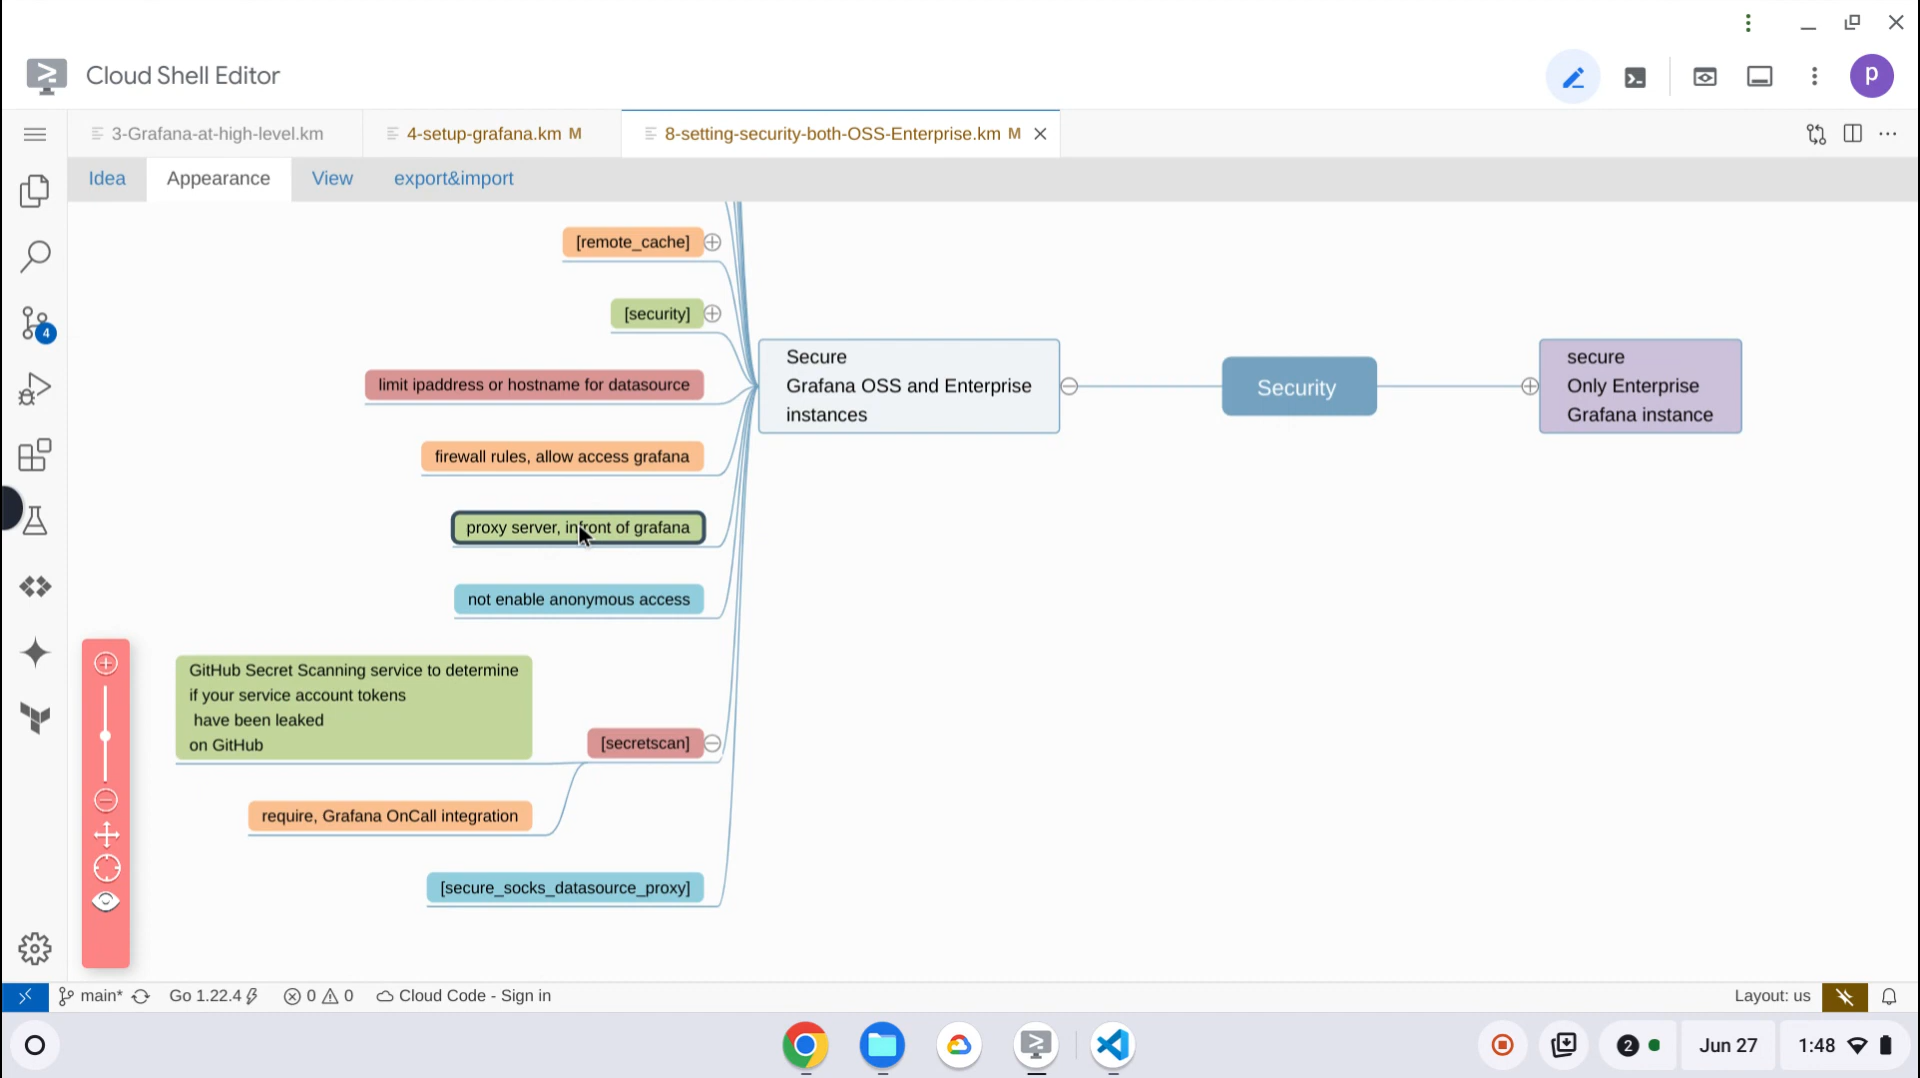 Cloud Shell Editor
p
3-Grafana-at-high-level.km
4-setup-grafana.km M
8-setting-security-both-OSS-Enterprise.km M
Idea
Appearance
View
export&import
[remote_cache]
[security]
limit ipaddress or hostname for datasource
firewall rules, allow access grafana
proxy server, infront of grafana
not enable anonymous access
GitHub Secret Scanning service to determine
if your service account tokens
have been leaked
on GitHub
[secretscan]
require, Grafana OnCall integration
[secure_socks_datasource_proxy]
Secure
Grafana OSS and Enterprise
instances
Security
secure
Only Enterprise
Grafana instance
4
main*
Go 1.22.4
0
0
Cloud Code - Sign in
Layout: us
2
Jun 27
1:48